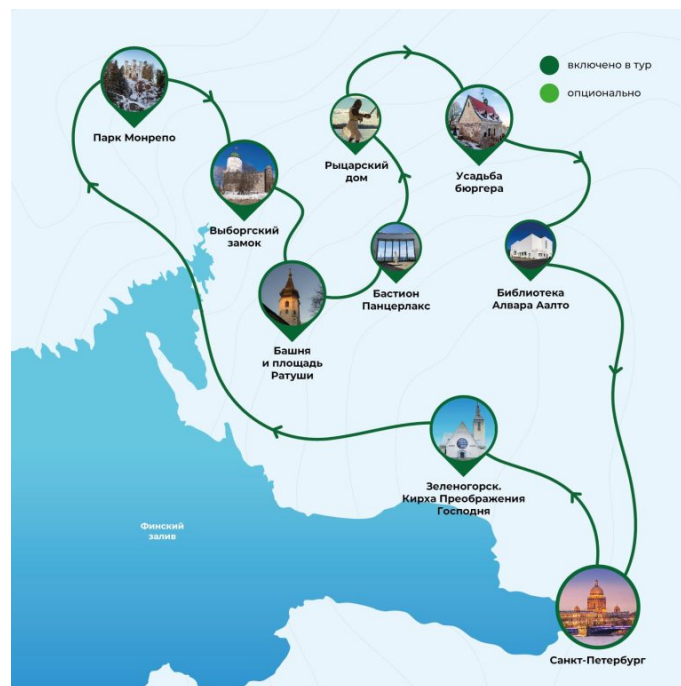 включено в тур
опционально
Парк Монрепо
Рыцарский
дом
Усадьба
бюргера
Выборгский
замок
Бастион
Панцерлакс
Библиотека
Алвара Аалто
Башня
и площадь
Ратуши
Зеленогорск.
Кирха Преображения
Господня
Финский
залив
Санкт-Петербург